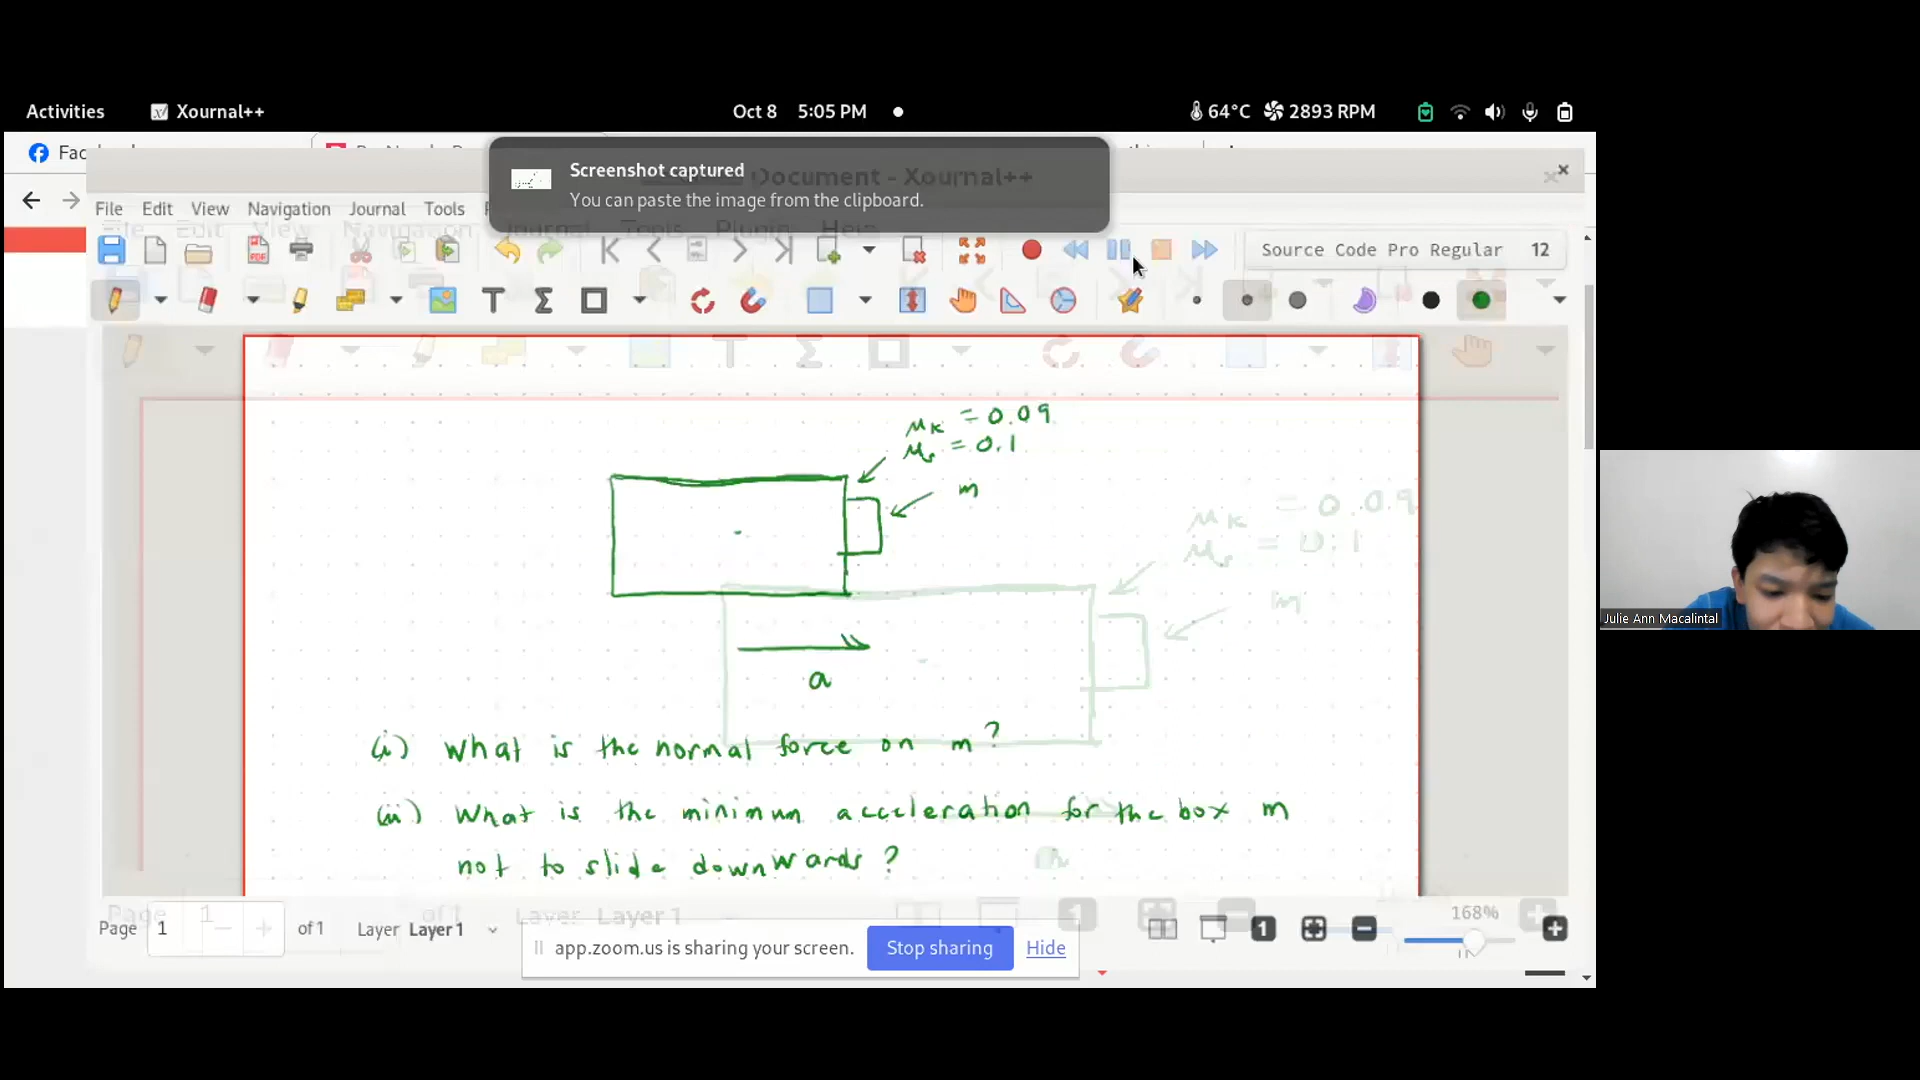 Activities Xournal++ Oct 8 5:05 PM 64°C 2893 RPM
Screenshot captured
Document - Xournal++
You can paste the image from the clipboard.
File Edit View Navigation Journal Tools
Source Code Pro Regular 12
μk = 0.09
μs = 0.1
m
a
(i) What is the normal force on m?
(ii) What is the minimum acceleration for the box m
not to slide downwards?
Julie Ann Macalintal
Page 1 of 1 Layer Layer 1 168%
app.zoom.us is sharing your screen. Stop sharing Hide